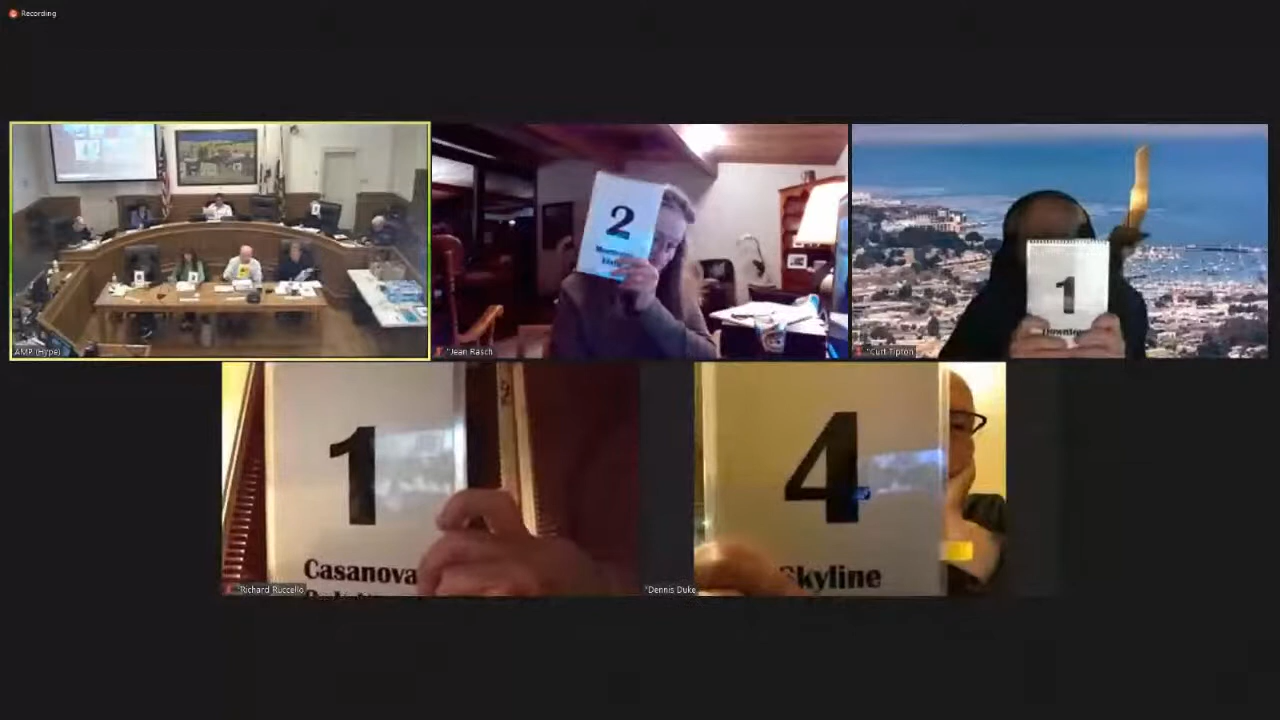 Recording
2
1
AMP (Hype)
*Jean Rasch
*Curt Tipton
1
Casanova
4
Skyline
*Richard Ruccello
*Dennis Duke